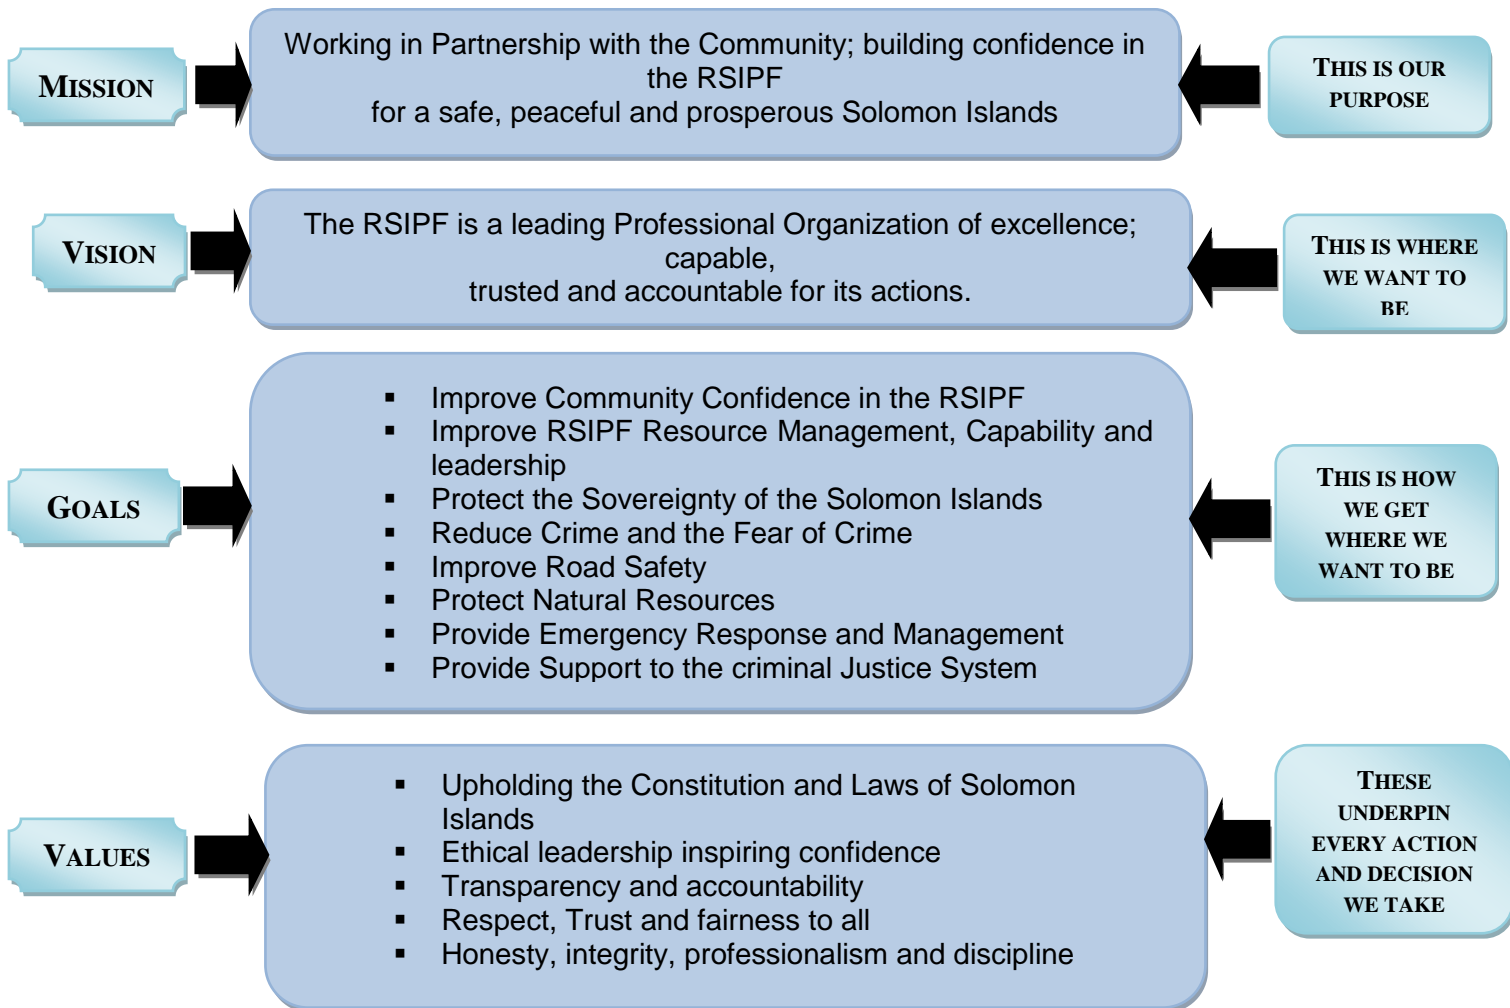 MISSION
Working in Partnership with the Community; building confidence in
the RSIPF
for a safe, peaceful and prosperous Solomon Islands
THIS IS OUR
PURPOSE
VISION
The RSIPF is a leading Professional Organization of excellence;
capable,
trusted and accountable for its actions.
THIS IS WHERE
WE WANT TO
BE
GOALS
▪ Improve Community Confidence in the RSIPF
▪ Improve RSIPF Resource Management, Capability and
leadership
▪ Protect the Sovereignty of the Solomon Islands
▪ Reduce Crime and the Fear of Crime
▪ Improve Road Safety
▪ Protect Natural Resources
▪ Provide Emergency Response and Management
▪ Provide Support to the criminal Justice System
THIS IS HOW
WE GET
WHERE WE
WANT TO BE
VALUES
▪ Upholding the Constitution and Laws of Solomon
Islands
▪ Ethical leadership inspiring confidence
▪ Transparency and accountability
▪ Respect, Trust and fairness to all
▪ Honesty, integrity, professionalism and discipline
THESE
UNDERPIN
EVERY ACTION
AND DECISION
WE TAKE